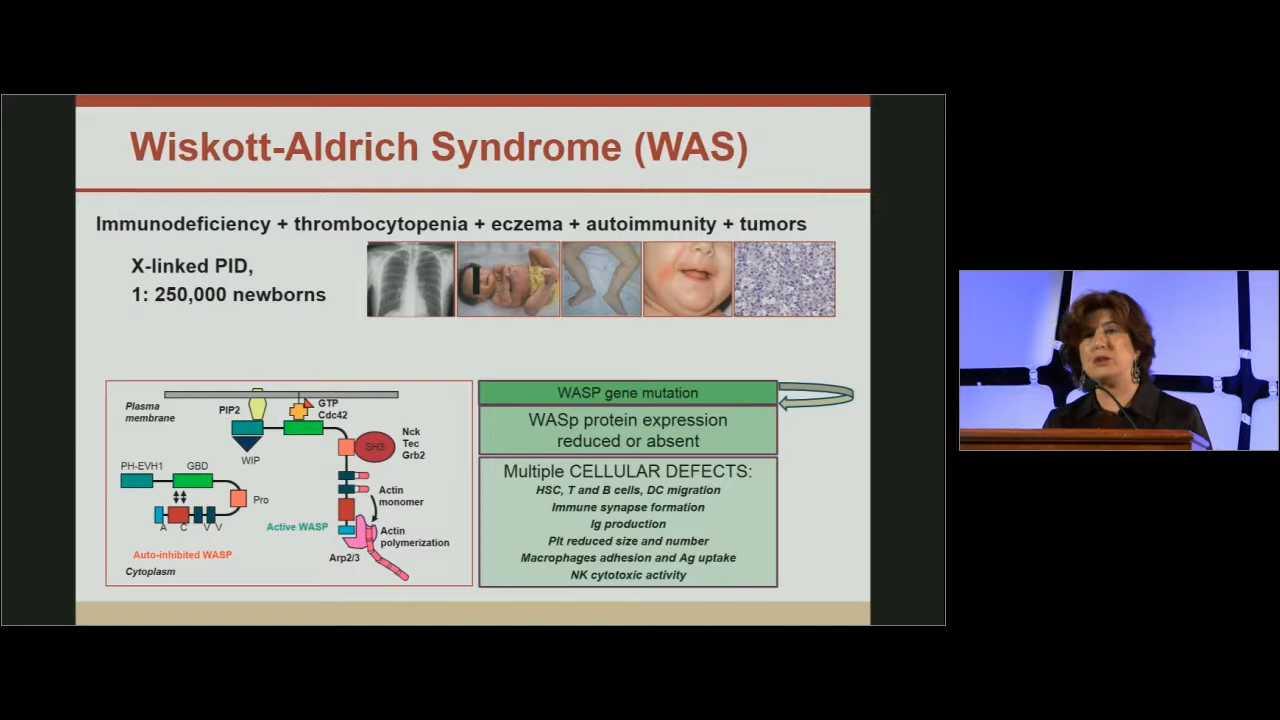 Wiskott-Aldrich Syndrome (WAS)
Immunodeficiency + thrombocytopenia + eczema + autoimmunity + tumors
X-linked PID,
1: 250,000 newborns
Plasma
membrane
PIP2
GTP
Cdc42
WIP
SH3
Nck
Tec
Grb2
PH-EVH1
GBD
Pro
A C V V
Actin
monomer
Active WASP
Actin
polymerization
Arp2/3
Auto-inhibited WASP
Cytoplasm
WASP gene mutation
WASp protein expression
reduced or absent
Multiple CELLULAR DEFECTS:
HSC, T and B cells, DC migration
Immune synapse formation
Ig production
Plt reduced size and number
Macrophages adhesion and Ag uptake
NK cytotoxic activity